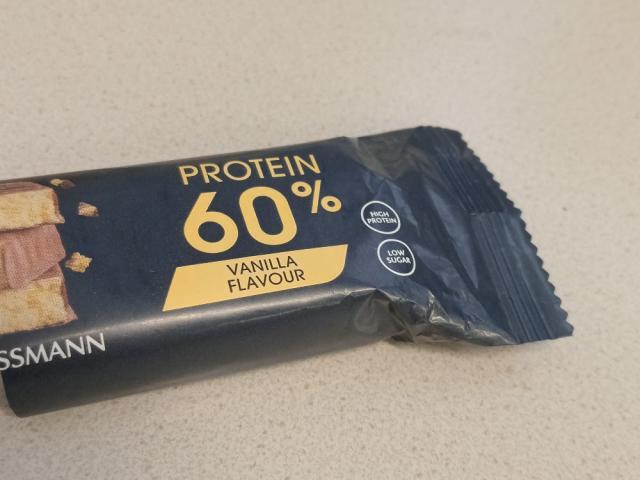 PROTEIN
60%
VANILLA
FLAVOUR
HIGH
PROTEIN
LOW
SUGAR
SSMANN